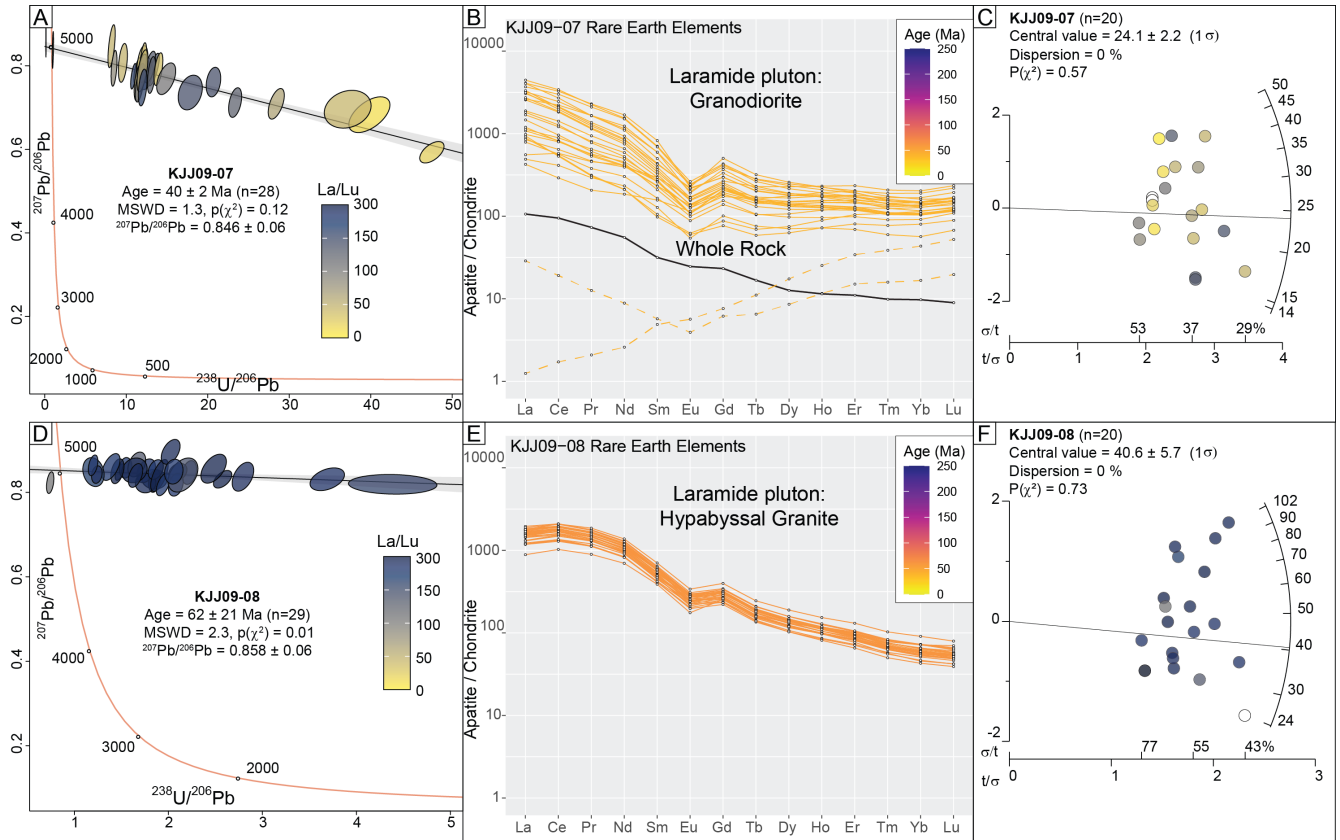 A
0.8
0.6
0.4
0.2
207Pb/206Pb
5000
4000
3000
2000
1000
500
238U/206Pb
0
10
20
30
40
50
KJJ09-07
Age = 40 ± 2 Ma (n=28)
MSWD = 1.3, p(χ²) = 0.12
207Pb/206Pb = 0.846 ± 0.06
La/Lu
300
150
100
50
0
B
KJJ09−07 Rare Earth Elements
Laramide pluton:
Granodiorite
Whole Rock
Age (Ma)
250
200
150
100
50
0
Apatite / Chondrite
10000
1000
100
10
1
La Ce Pr Nd Sm Eu Gd Tb Dy Ho Er Tm Yb Lu
C
KJJ09-07 (n=20)
Central value = 24.1 ± 2.2 (1σ)
Dispersion = 0 %
P(χ²) = 0.57
2
0
-2
50
45
40
35
30
25
20
15
14
σ/t
53 37 29%
t/σ
0 1 2 3 4
D
0.8
0.6
0.4
0.2
207Pb/206Pb
5000
4000
3000
2000
238U/206Pb
1 2 3 4 5
KJJ09-08
Age = 62 ± 21 Ma (n=29)
MSWD = 2.3, p(χ²) = 0.01
207Pb/206Pb = 0.858 ± 0.06
La/Lu
300
150
100
50
0
E
KJJ09−08 Rare Earth Elements
Laramide pluton:
Hypabyssal Granite
Age (Ma)
250
200
150
100
50
0
Apatite / Chondrite
10000
1000
100
10
1
La Ce Pr Nd Sm Eu Gd Tb Dy Ho Er Tm Yb Lu
F
KJJ09-08 (n=20)
Central value = 40.6 ± 5.7 (1σ)
Dispersion = 0 %
P(χ²) = 0.73
2
0
-2
102
90
80
70
60
50
40
30
24
σ/t
77 55 43%
t/σ
0 1 2 3